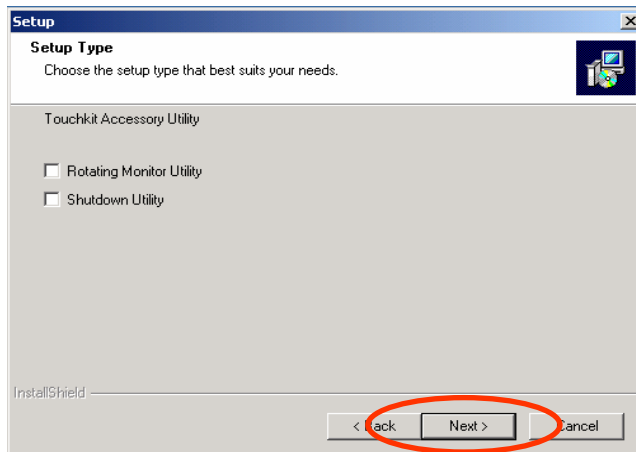 Setup
Setup Type
Choose the setup type that best suits your needs.
Touchkit Accessory Utility
Rotating Monitor Utility
Shutdown Utility
InstallShield
< Back Next > Cancel